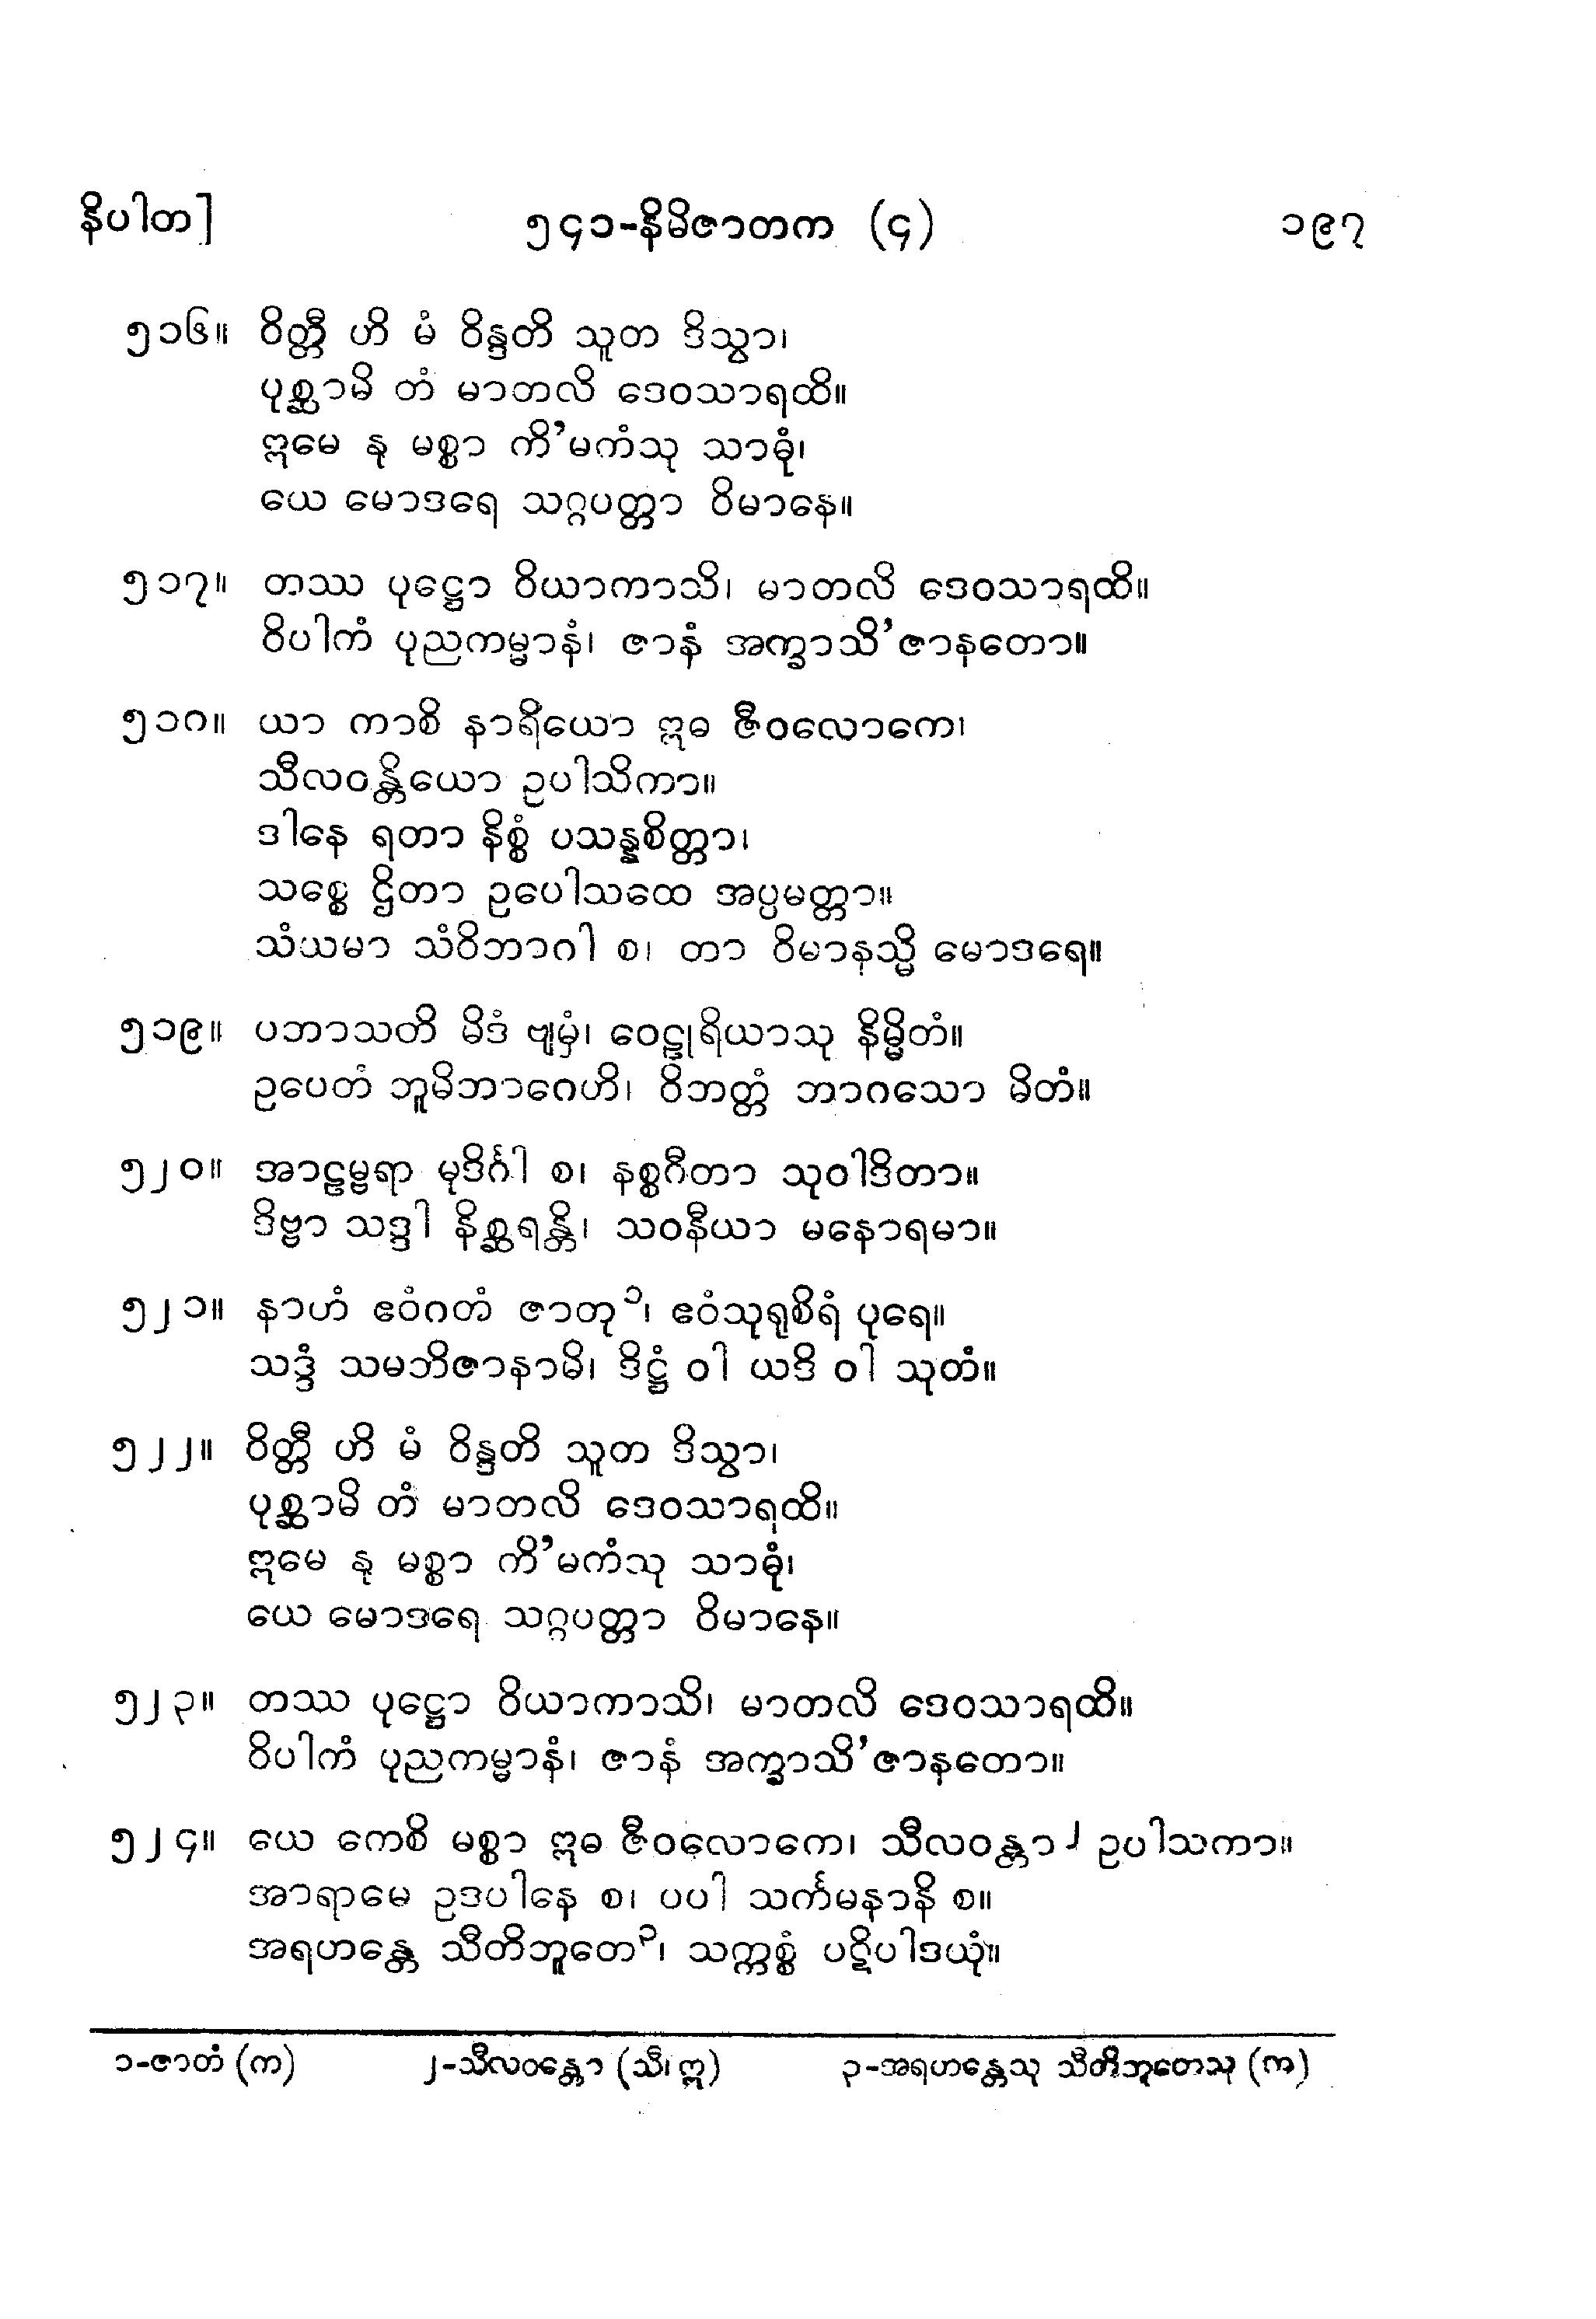 နိပါတ]
၅၄၁-နိမိဇာတက (၄)
၁၉၇
၅၁၆။ ဝိတ္တီ ဟိ မံ ဝိန္ဒတိ သူတ ဒိသွာ၊
ပုစ္ဆာမိ တံ မာတလိ ဒေဝသာရထိ။
ဣမေ နု မစ္စာ ကိ’မကံသု သာဓုံ၊
ယေ မောဒရေ သဂ္ဂပတ္တာ ဝိမာနေ။
၅၁၇။ တဿ ပုဋ္ဌော ဝိယာကာသိ၊ မာတလိ ဒေဝသာရထိ။
ဝိပါကံ ပုညကမ္မာနံ၊ ဇာနံ အက္ခာသိ’ဇာနတော။
၅၁၈။ ယာ ကာစိ နာရိယော ဣဓ ဇီဝလောကေ၊
သီလဝန္တိယော ဥပါသိကာ။
ဒါနေ ရတာ နိစ္စံ ပသန္နစိတ္တာ၊
သစ္စေ ဌိတာ ဥပေါသထေ အပ္ပမတ္တာ။
သံယမာ သံဝိဘာဂါ စ၊ တာ ဝိမာနသ္မိ မောဒရေ။
၅၁၉။ ပဘာသတိ မိဒံ ဗျမှံ၊ ဝေဠုရိယာသု နိမ္မိတံ။
ဥပေတံ ဘူမိဘာဂေဟိ၊ ဝိဘတ္တံ ဘာဂသော မိတံ။
၅၂၀။ အာဠမ္ဗရာ မုဒိင်္ဂါ စ၊ နစ္စဂီတာ သုဝါဒိတာ။
ဒိဗ္ဗာ သဒ္ဒါ နိစ္ဆရန္တိ၊ သဝနီယာ မနောရမာ။
၅၂၁။ နာဟံ ဧဝံဂတံ ဇာတု၁၊ ဧဝံသုရုစိရံ ပုရေ။
သဒ္ဒံ သမဘိဇာနာမိ၊ ဒိဋ္ဌံ ဝါ ယဒိ ဝါ သုတံ။
၅၂၂။ ဝိတ္တီ ဟိ မံ ဝိန္ဒတိ သူတ ဒိသွာ၊
ပုစ္ဆာမိ တံ မာတလိ ဒေဝသာရထိ။
ဣမေ နု မစ္စာ ကိ’မကံသု သာဓုံ၊
ယေ မောဒရေ သဂ္ဂပတ္တာ ဝိမာနေ။
၅၂၃။ တဿ ပုဋ္ဌော ဝိယာကာသိ၊ မာတလိ ဒေဝသာရထိ။
ဝိပါကံ ပုညကမ္မာနံ၊ ဇာနံ အက္ခာသိ’ဇာနတော။
၅၂၄။ ယေ ကေစိ မစ္စာ ဣဓ ဇီဝလောကေ၊ သီလဝန္တာ၂ ဥပါသကာ။
အာရာမေ ဥဒပါနေ စ၊ ပပါ သင်္ကမနာနိ စ။
အရဟန္တေ သီတိဘူတေ၃၊ သက္ကစ္စံ ပဋိပါဒယုံ။
၁-ဇာတံ (က)
၂-သီလဝန္တော (သီ၊ ဣ)
၃-အရဟန္တေသု သီတိဘူတေသု (က)